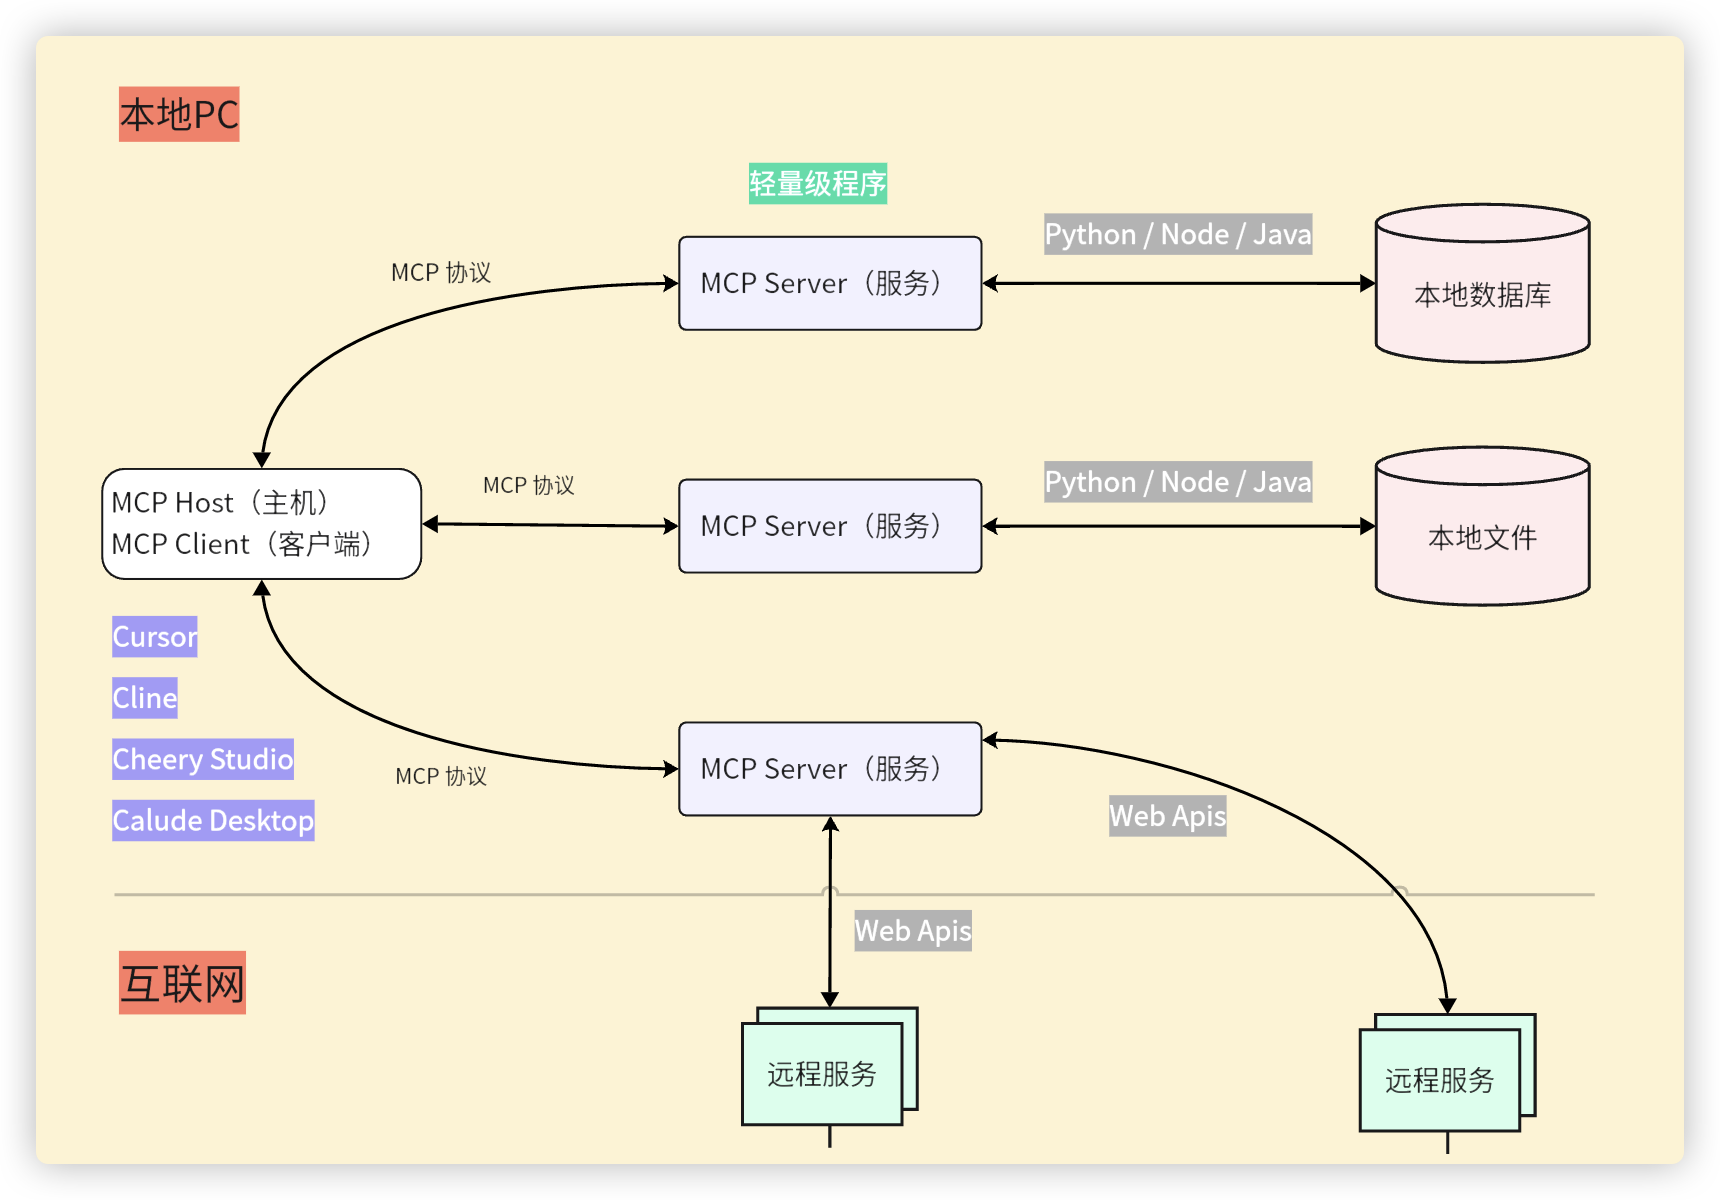 本地PC
轻量级程序
Python / Node / Java
MCP 协议
MCP Server（服务）
本地数据库
MCP Host（主机）
MCP Client（客户端）
MCP 协议
Python / Node / Java
MCP Server（服务）
本地文件
Cursor
Cline
Cheery Studio
Calude Desktop
MCP 协议
MCP Server（服务）
Web Apis
Web Apis
互联网
远程服务
远程服务